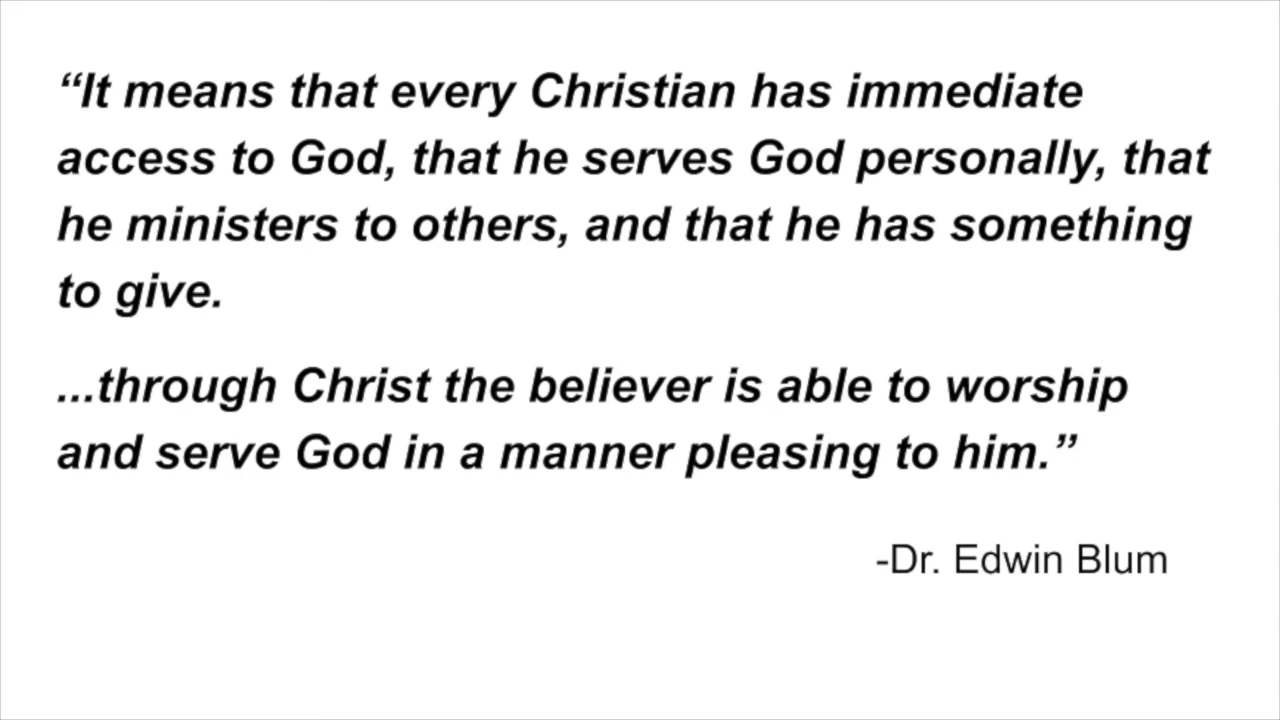 “It means that every Christian has immediate
access to God, that he serves God personally, that
he ministers to others, and that he has something
to give.
...through Christ the believer is able to worship
and serve God in a manner pleasing to him.”
-Dr. Edwin Blum